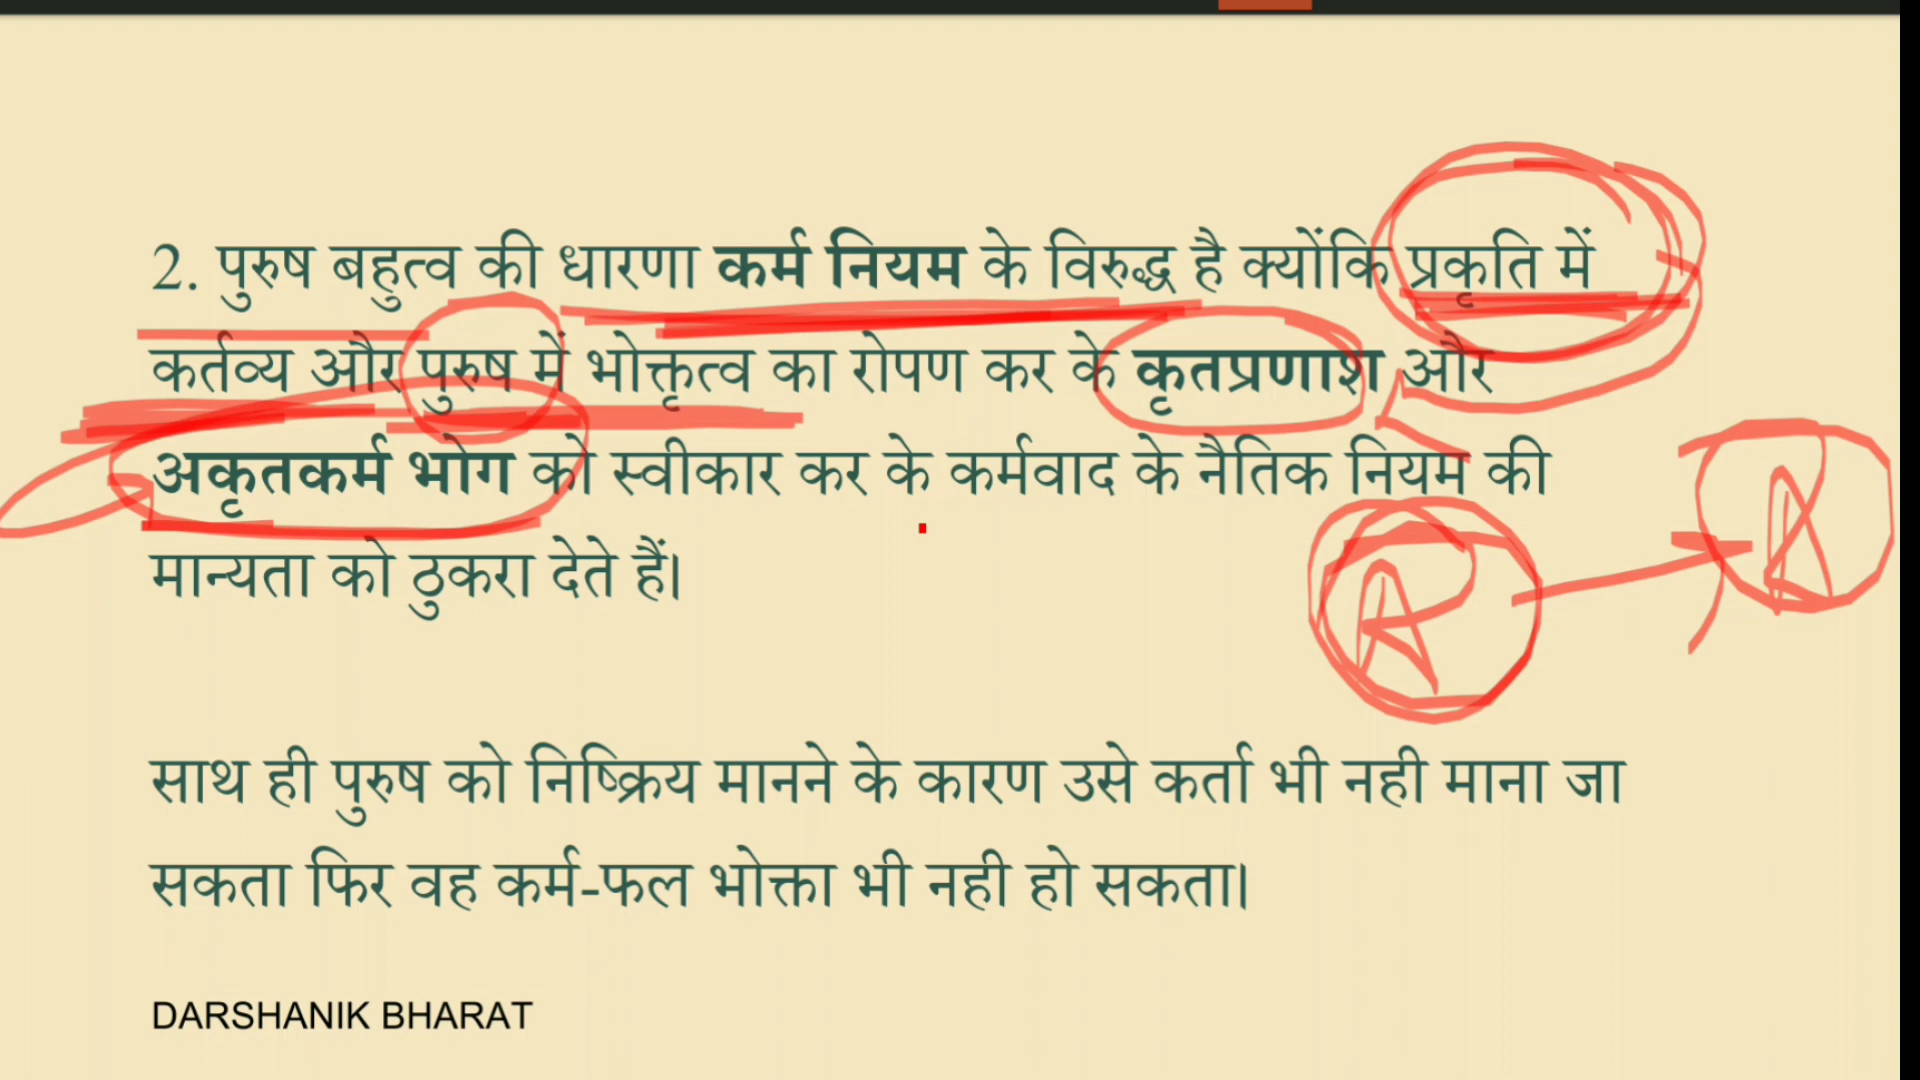 2. पुरुष बहुत्व की धारणा कर्म नियम के विरुद्ध है क्योंकि प्रकृति में
कर्तव्य और पुरुष में भोक्तृत्व का रोपण कर के कृतप्रणाश और
अकृतकर्म भोग को स्वीकार कर के कर्मवाद के नैतिक नियम की
मान्यता को ठुकरा देते हैं।
साथ ही पुरुष को निष्क्रिय मानने के कारण उसे कर्ता भी नही माना जा
सकता फिर वह कर्म-फल भोक्ता भी नही हो सकता।
DARSHANIK BHARAT